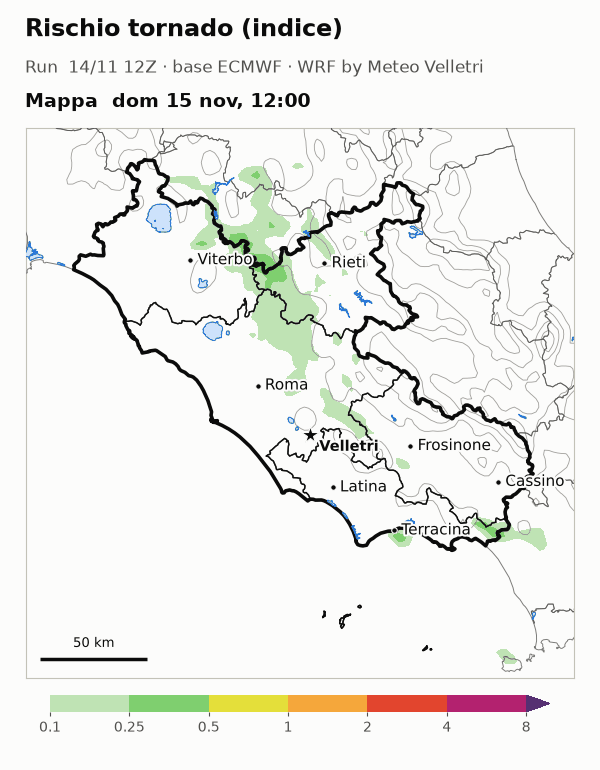 Rischio tornado (indice)
Run  14/11 12Z · base ECMWF · WRF by Meteo Velletri
Mappa  dom 15 nov, 12:00
Viterbo
Rieti
Roma
Velletri
Frosinone
Cassino
Latina
Terracina
50 km
0.1 0.25 0.5 1 2 4 8